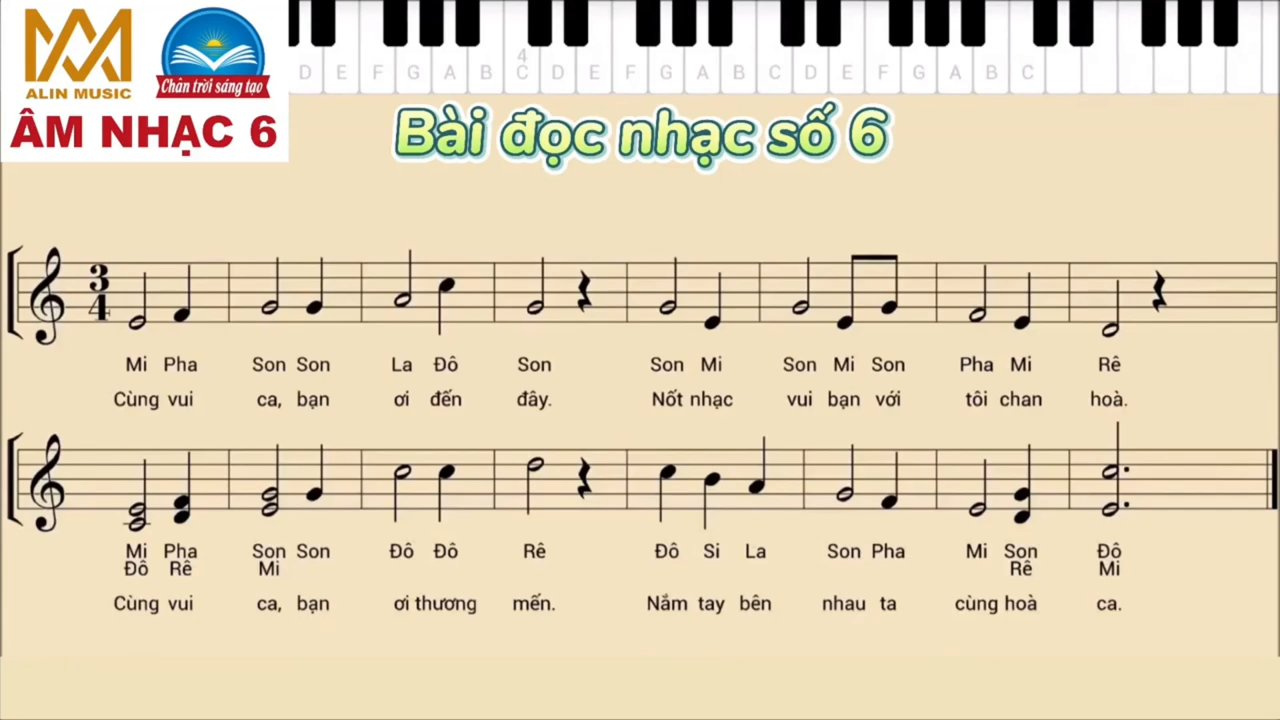 ALIN MUSIC
Chân trời sáng tạo
ÂM NHẠC 6
4
D E F G A B C D E F G A B C D E F G A B C
Bài đọc nhạc số 6
3
4
Mi Pha Son Son La Đô Son Son Mi Son Mi Son Pha Mi Rê
Cùng vui ca, bạn ơi đến đây. Nốt nhạc vui bạn với tôi chan hoà.
Mi Pha Son Son Đô Đô Rê Đô Si La Son Pha Mi Son Đô
Đô Rê Mi Rê Mi
Cùng vui ca, bạn ơi thương mến. Nắm tay bên nhau ta cùng hoà ca.